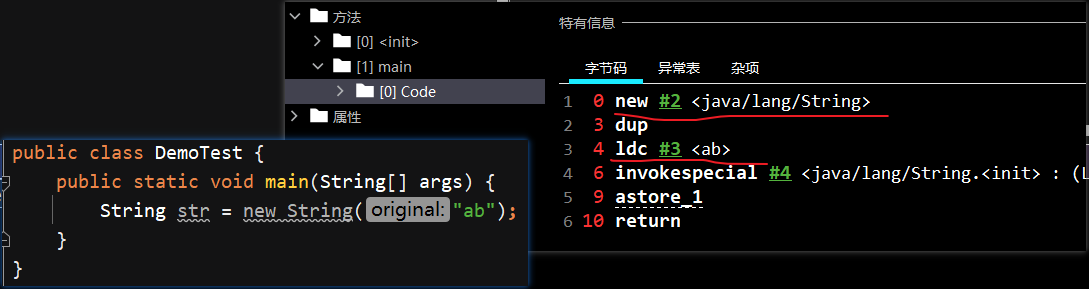 方法
[0] <init>
[1] main
[0] Code
属性
特有信息
字节码 异常表 杂项
1 0 new #2 <java/lang/String>
2 3 dup
3 4 ldc #3 <ab>
4 6 invokespecial #4 <java/lang/String.<init> : (L
5 9 astore_1
6 10 return
public class DemoTest {
public static void main(String[] args) {
String str = new String( original: "ab");
}
}